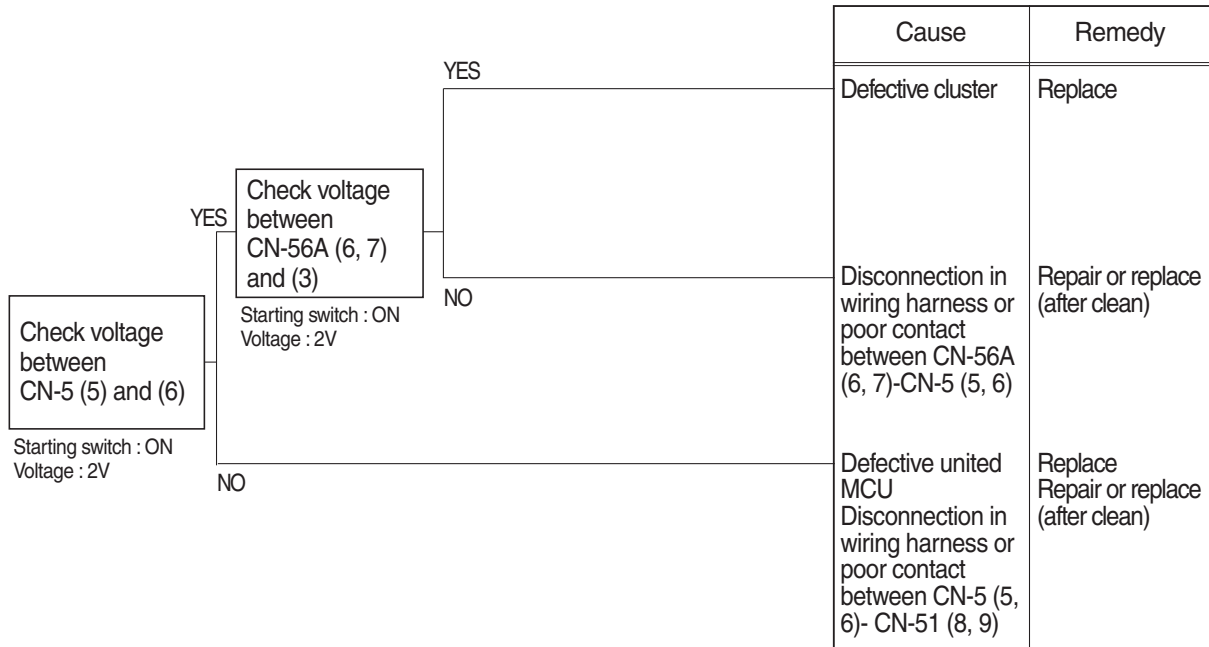 Cause Remedy
YES
Defective cluster Replace
Check voltage
between
CN-56A (6, 7)
and (3)
YES
Starting switch : ON
Voltage : 2V
NO
Disconnection in
wiring harness or
poor contact
between CN-56A
(6, 7)-CN-5 (5, 6)
Repair or replace
(after clean)
Check voltage
between
CN-5 (5) and (6)
Starting switch : ON
Voltage : 2V
NO
Defective united
MCU
Disconnection in
wiring harness or
poor contact
between CN-5 (5,
6)- CN-51 (8, 9)
Replace
Repair or replace
(after clean)